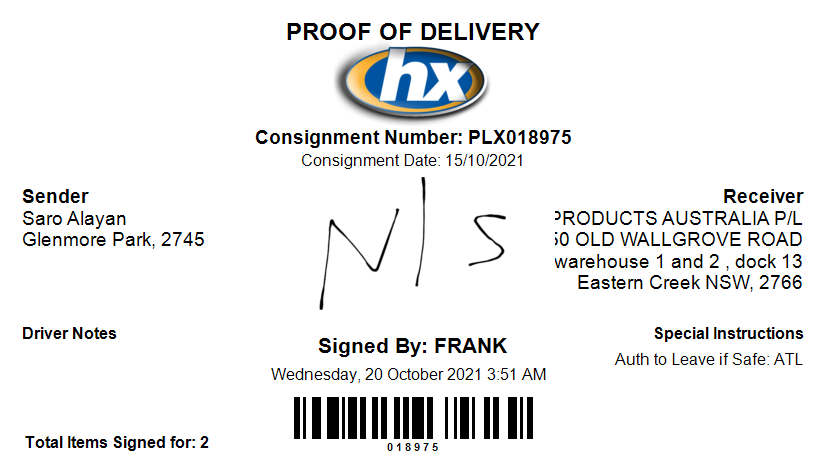 PROOF OF DELIVERY
hx
Consignment Number: PLX018975
Consignment Date: 15/10/2021
Sender
Saro Alayan
Glenmore Park, 2745
N/S
Receiver
PRODUCTS AUSTRALIA P/L
50 OLD WALLGROVE ROAD
warehouse 1 and 2 , dock 13
Eastern Creek NSW, 2766
Driver Notes
Signed By: FRANK
Wednesday, 20 October 2021 3:51 AM
Special Instructions
Auth to Leave if Safe: ATL
Total Items Signed for: 2
018975